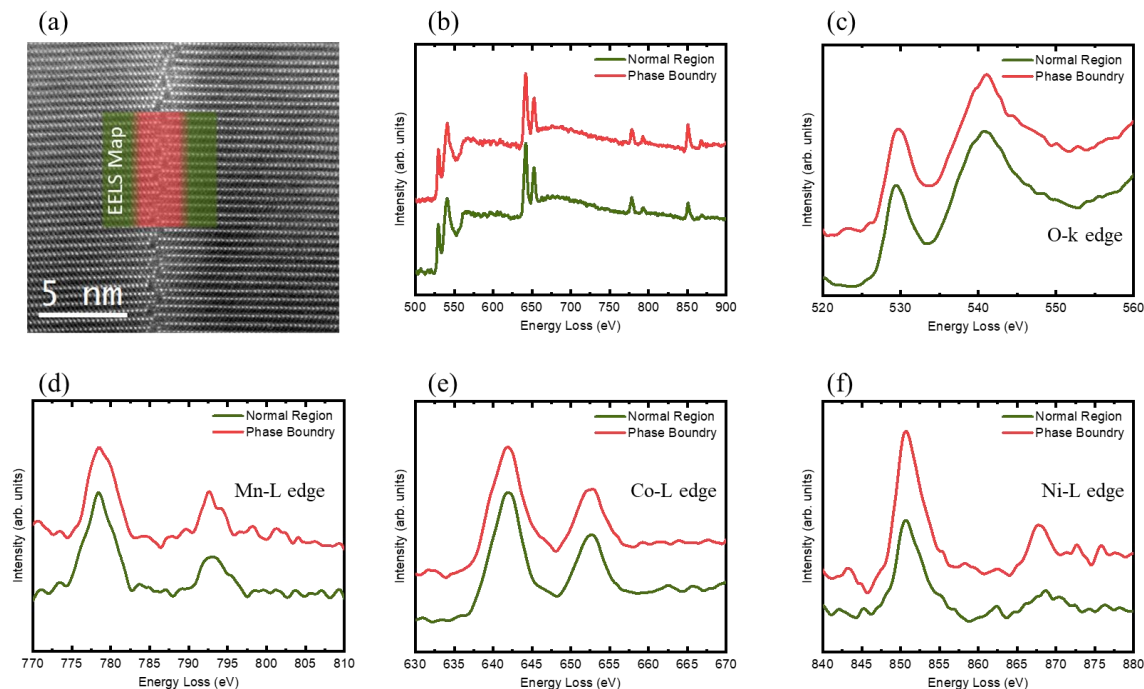 (a)
EELS Map
5 nm
(b)
Normal Region
Phase Boundry
Intensity (arb. units)
500 550 600 650 700 750 800 850 900
Energy Loss (eV)
(c)
Normal Region
Phase Boundry
Intensity (arb. units)
O-k edge
520 530 540 550 560
Energy Loss (eV)
(d)
Normal Region
Phase Boundry
Intensity (arb. units)
Mn-L edge
770 775 780 785 790 795 800 805 810
Energy Loss (eV)
(e)
Normal Region
Phase Boundry
Intensity (arb. units)
Co-L edge
630 635 640 645 650 655 660 665 670
Energy Loss (eV)
(f)
Normal Region
Phase Boundry
Intensity (arb. units)
Ni-L edge
840 845 850 855 860 865 870 875 880
Energy Loss (eV)